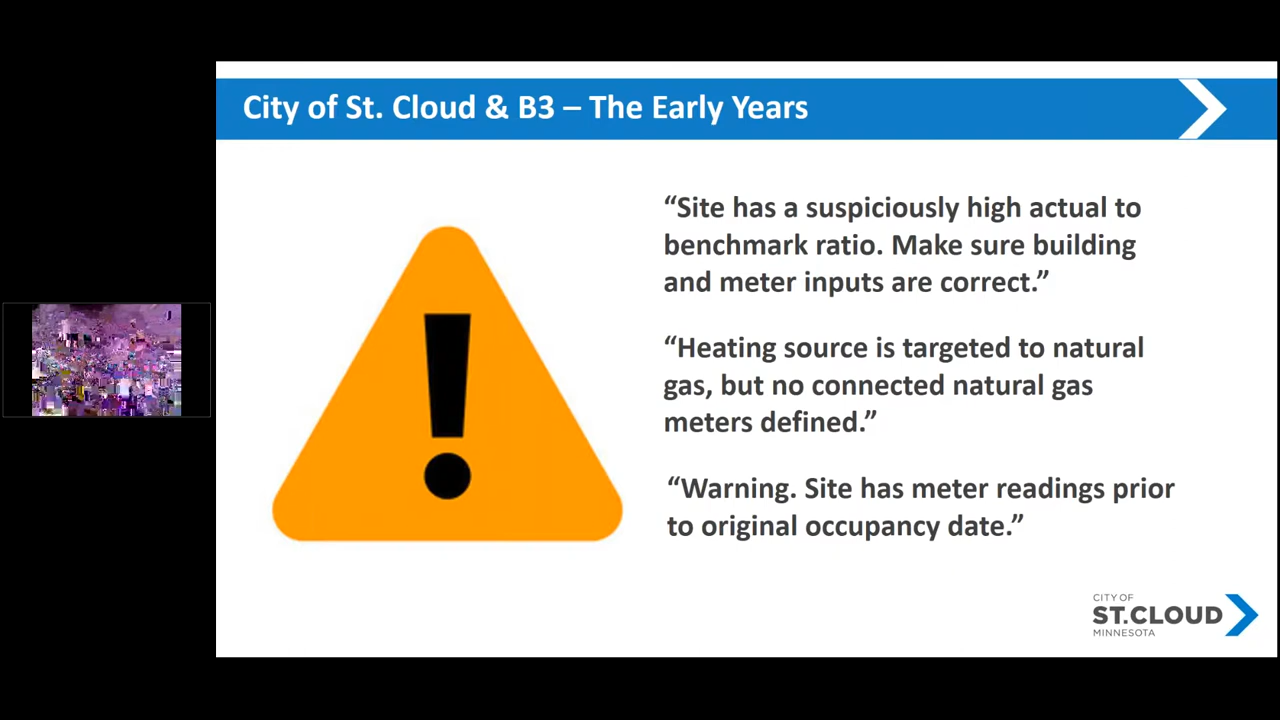 City of St. Cloud & B3 – The Early Years
“Site has a suspiciously high actual to
benchmark ratio. Make sure building
and meter inputs are correct.”
“Heating source is targeted to natural
gas, but no connected natural gas
meters defined.”
“Warning. Site has meter readings prior
to original occupancy date.”
CITY OF
ST.CLOUD
MINNESOTA